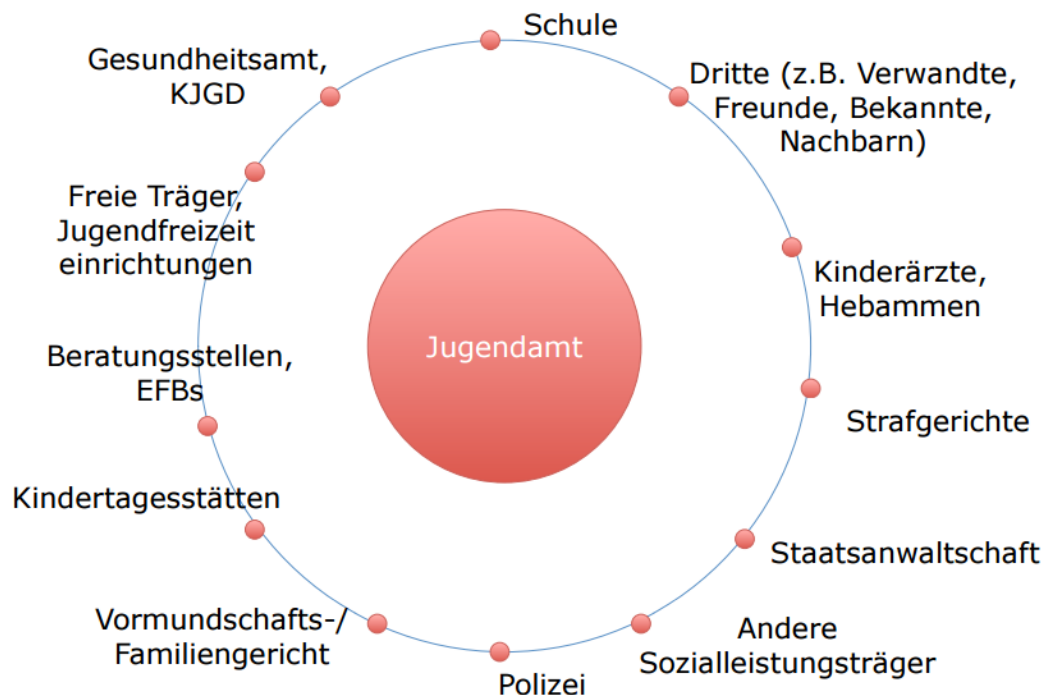 Schule
Gesundheitsamt,
KJGD
Dritte (z.B. Verwandte,
Freunde, Bekannte,
Nachbarn)
Freie Träger,
Jugendfreizeit
einrichtungen
Kinderärzte,
Hebammen
Jugendamt
Beratungsstellen,
EFBs
Strafgerichte
Kindertagesstätten
Staatsanwaltschaft
Vormundschafts-/
Familiengericht
Andere
Sozialleistungsträger
Polizei